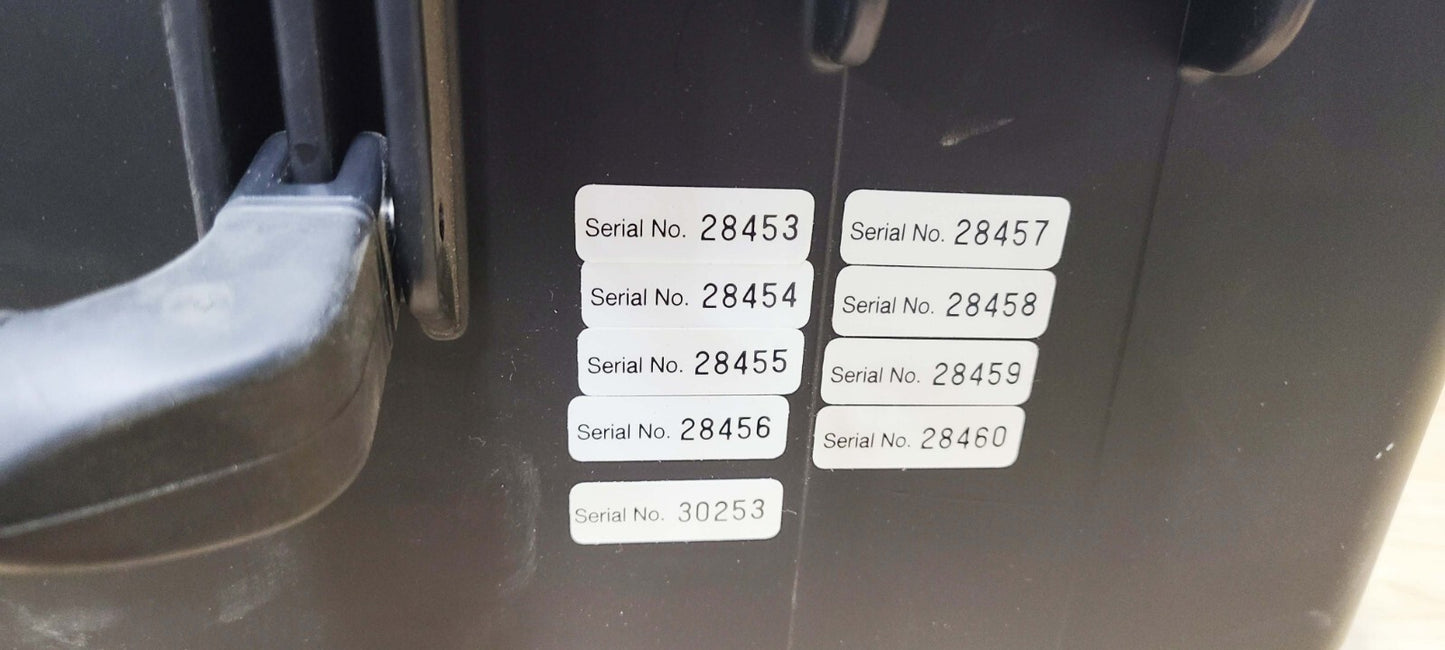 Serial No. 28453
Serial No. 28454
Serial No. 28455
Serial No. 28456
Serial No. 30253
Serial No. 28457
Serial No. 28458
Serial No. 28459
Serial No. 28460